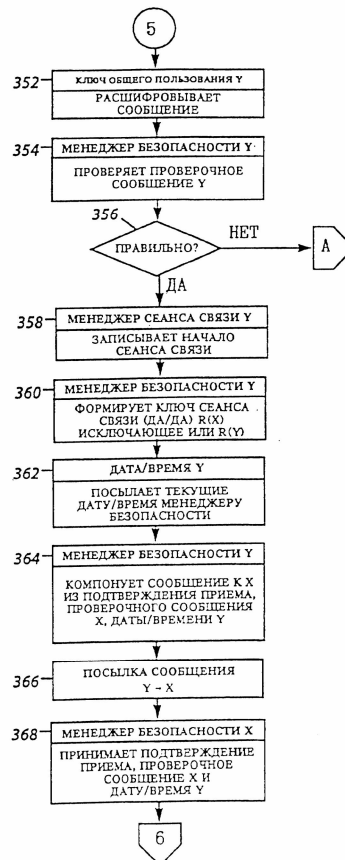 5
352
КЛЮЧ ОБЩЕГО ПОЛЬЗОВАНИЯ Y
РАСШИФРОВЫВАЕТ
СООБЩЕНИЕ
354
МЕНЕДЖЕР БЕЗОПАСНОСТИ Y
ПРОВЕРЯЕТ ПРОВЕРОЧНОЕ
СООБЩЕНИЕ Y
356
ПРАВИЛЬНО?
НЕТ
A
ДА
358
МЕНЕДЖЕР СЕАНСА СВЯЗИ Y
ЗАПИСЫВАЕТ НАЧАЛО
СЕАНСА СВЯЗИ
360
МЕНЕДЖЕР БЕЗОПАСНОСТИ Y
ФОРМИРУЕТ КЛЮЧ СЕАНСА
СВЯЗИ (ДА/ДА) R(X)
ИСКЛЮЧАЮЩЕЕ ИЛИ R(Y)
362
ДАТА/ВРЕМЯ Y
ПОСЫЛАЕТ ТЕКУЩИЕ
ДАТУ/ВРЕМЯ МЕНЕДЖЕРУ
БЕЗОПАСНОСТИ
364
МЕНЕДЖЕР БЕЗОПАСНОСТИ Y
КОМПОНУЕТ СООБЩЕНИЕ К X
ИЗ ПОДТВЕРЖДЕНИЯ ПРИЕМА,
ПРОВЕРОЧНОГО СООБЩЕНИЯ
X, ДАТЫ/ВРЕМЕНИ Y
366
ПОСЫЛКА СООБЩЕНИЯ
Y - X
368
МЕНЕДЖЕР БЕЗОПАСНОСТИ X
ПРИНИМАЕТ ПОДТВЕРЖДЕНИЕ
ПРИЕМА, ПРОВЕРОЧНОЕ
СООБЩЕНИЕ X И
ДАТУ/ВРЕМЯ Y
6